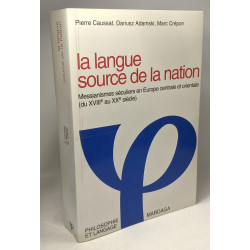 Pierre Caussat, Dariusz Adamski, Marc Crépon
la langue
source de la nation
Messianismes séculiers en Europe centrale et orientale
(du XVIIIe au XXe siècle)
PHILOSOPHIE
ET LANGAGE
MARDAGA